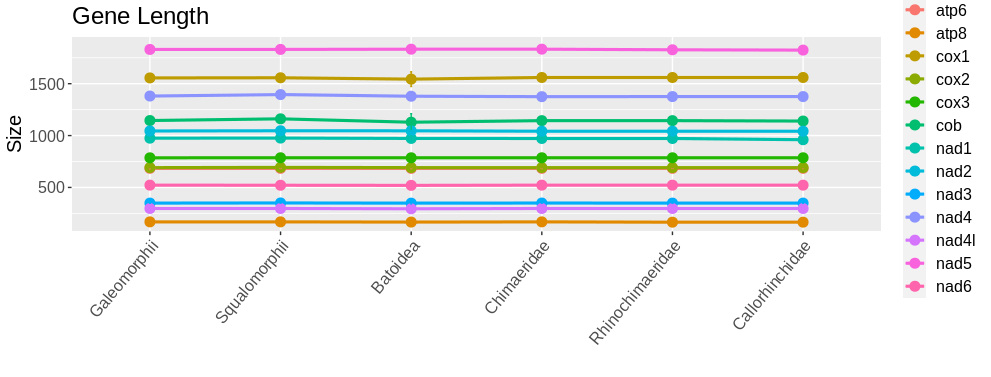 Gene Length
Size
1500
1000
500
Galeomorphii
Squalomorphii
Batoidea
Chimaeridae
Rhinochimaeridae
Callorhinchidae
atp6
atp8
cox1
cox2
cox3
cob
nad1
nad2
nad3
nad4
nad4l
nad5
nad6